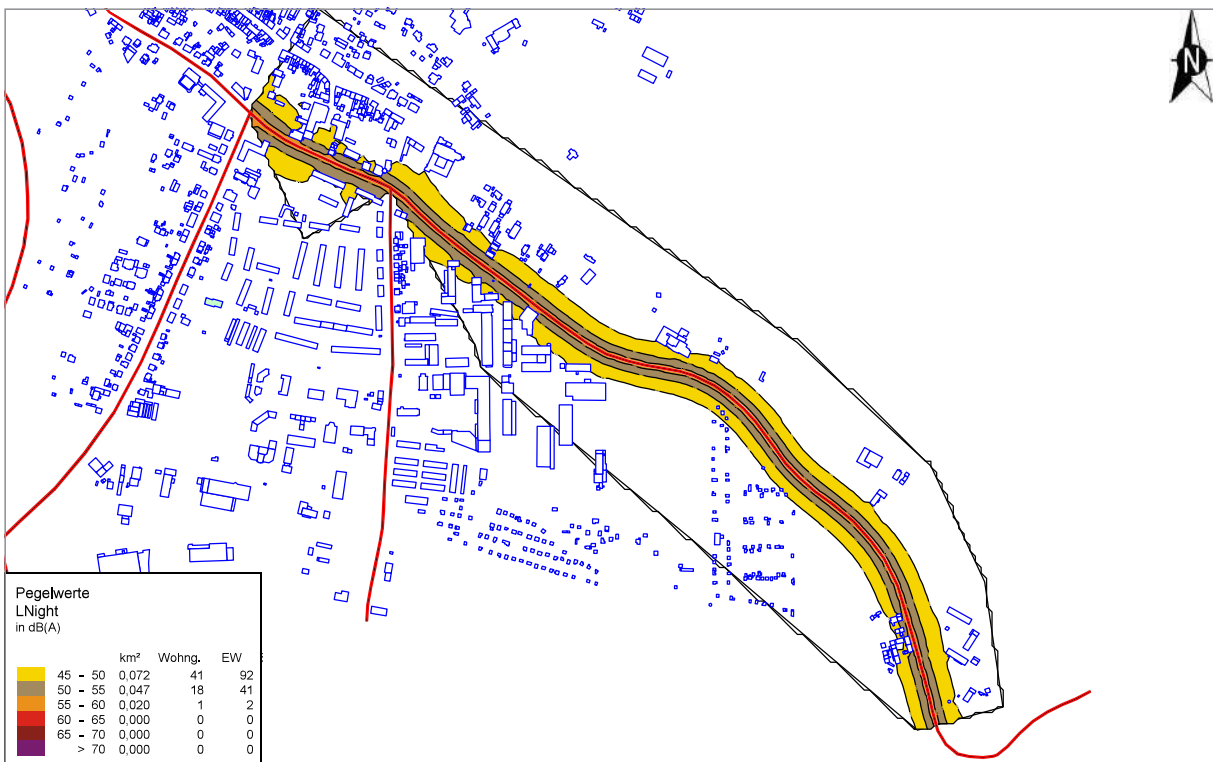 N
Pegelwerte
LNight
in dB(A)
km² Wohng. EW
45 - 50 0,072 41 92
50 - 55 0,047 18 41
55 - 60 0,020 1 2
60 - 65 0,000 0 0
65 - 70 0,000 0 0
> 70 0,000 0 0